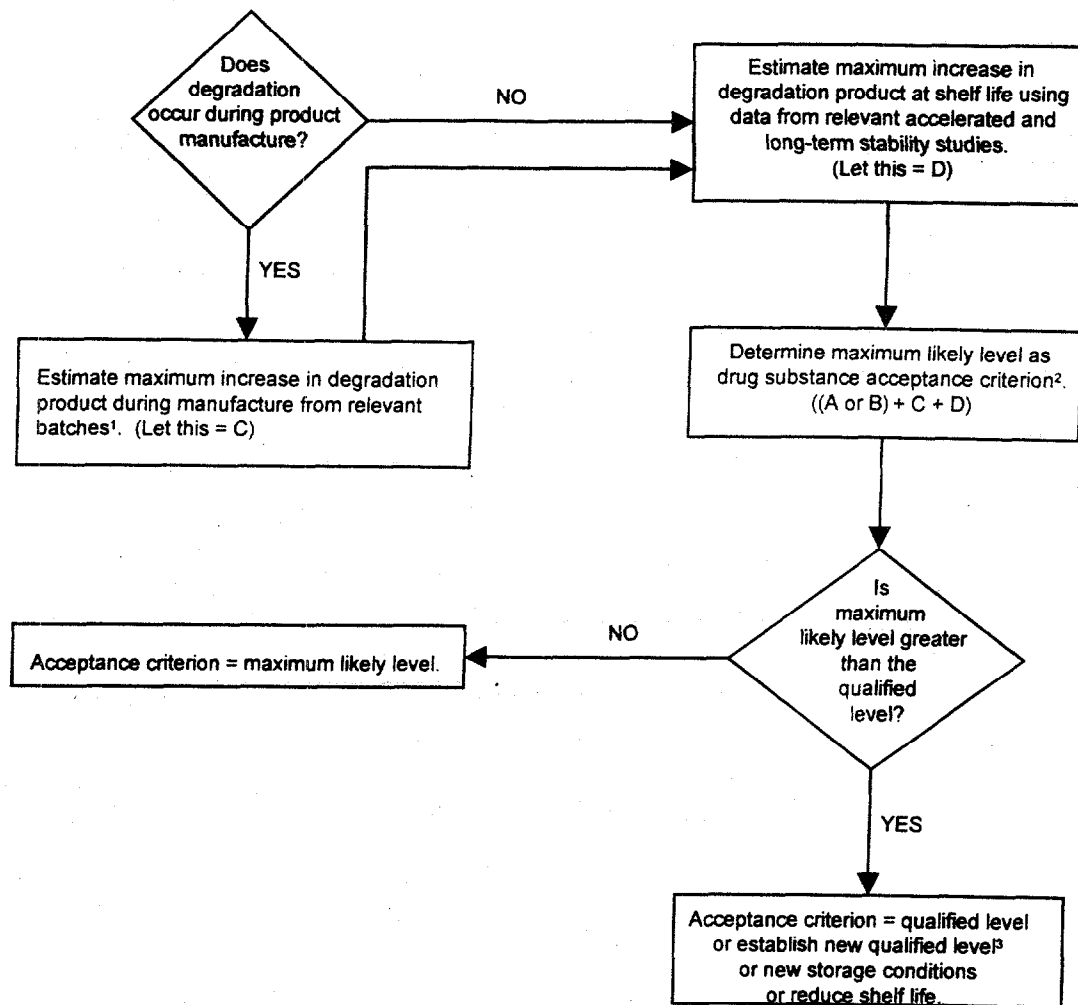 Does
degradation
occur during product
manufacture?
NO
Estimate maximum increase in
degradation product at shelf life using
data from relevant accelerated and
long-term stability studies.
(Let this = D)
YES
Estimate maximum increase in degradation
product during manufacture from relevant
batches¹. (Let this = C)
Determine maximum likely level as
drug substance acceptance criterion².
((A or B) + C + D)
Is
maximum
likely level greater
than the
qualified
level?
NO
Acceptance criterion = maximum likely level.
YES
Acceptance criterion = qualified level
or establish new qualified level³
or new storage conditions
or reduce shelf life.